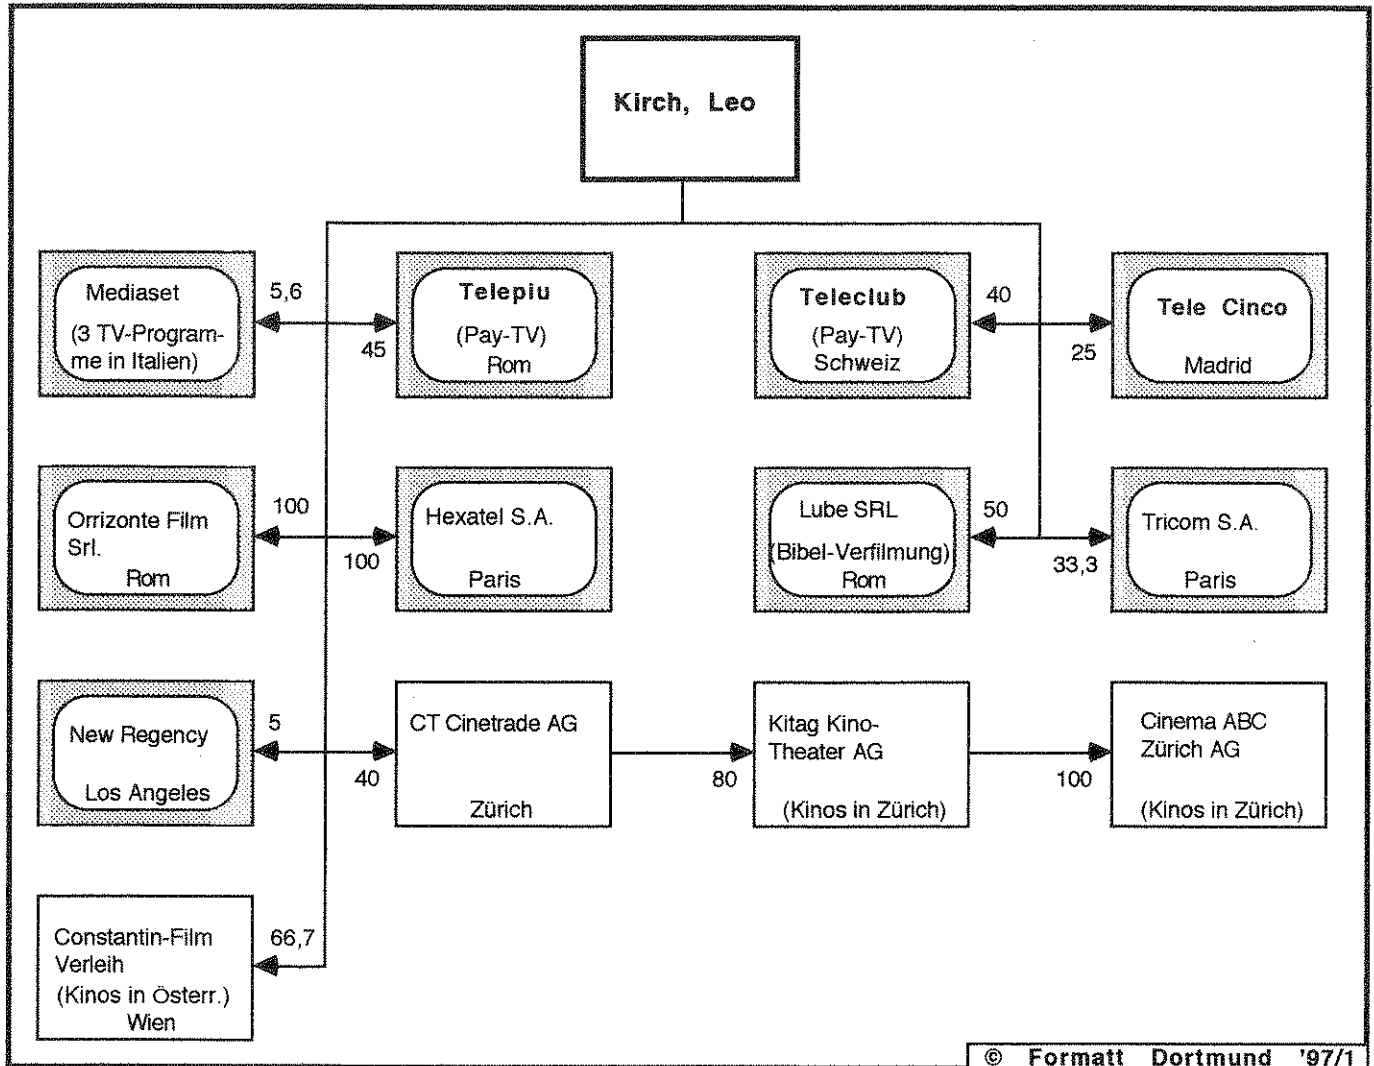 Kirch, Leo
Mediaset
(3 TV-Program-
me in Italien)
5,6
45
Telepiu
(Pay-TV)
Rom
Teleclub
(Pay-TV)
Schweiz
40
25
Tele Cinco
Madrid
Orrizonte Film
Srl.
Rom
100
100
Hexatel S.A.
Paris
Lube SRL
(Bibel-Verfilmung)
Rom
50
33,3
Tricom S.A.
Paris
New Regency
Los Angeles
5
40
CT Cinetrade AG
Zürich
80
Kitag Kino-
Theater AG
(Kinos in Zürich)
100
Cinema ABC
Zürich AG
(Kinos in Zürich)
Constantin-Film
Verleih
(Kinos in Österr.)
Wien
66,7
© Formatt Dortmund '97/1